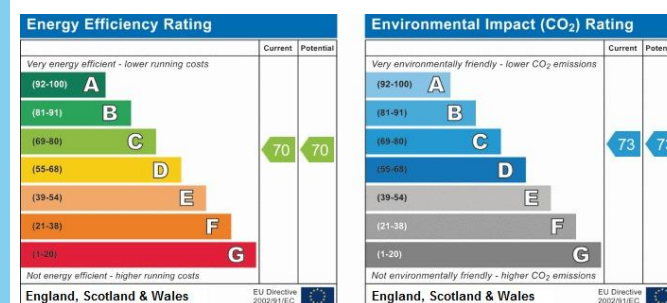 Energy Efficiency Rating
Current Potential
Very energy efficient - lower running costs
(92-100) A
(81-91) B
(69-80) C
70 70
(55-68) D
(39-54) E
(21-38) F
(1-20) G
Not energy efficient - higher running costs
England, Scotland & Wales
EU Directive
2002/91/EC
Environmental Impact (CO₂) Rating
Current
Very environmentally friendly - lower CO₂ emissions
(92-100) A
(81-91) B
(69-80) C
73
(55-68) D
(39-54) E
(21-38) F
(1-20) G
Not environmentally friendly - higher CO₂ emissions
England, Scotland & Wales
EU Directive
2002/91/EC